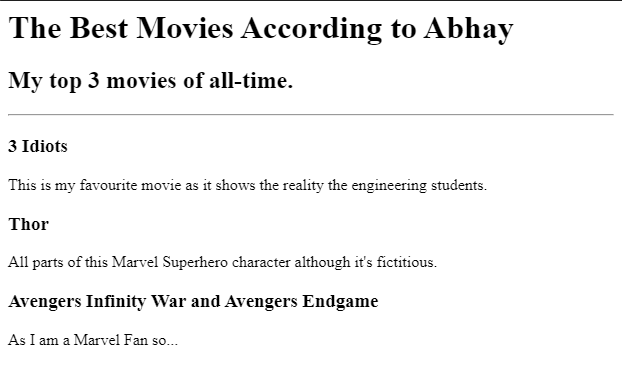 The Best Movies According to Abhay
My top 3 movies of all-time.
3 Idiots
This is my favourite movie as it shows the reality the engineering students.
Thor
All parts of this Marvel Superhero character although it's fictitious.
Avengers Infinity War and Avengers Endgame
As I am a Marvel Fan so...